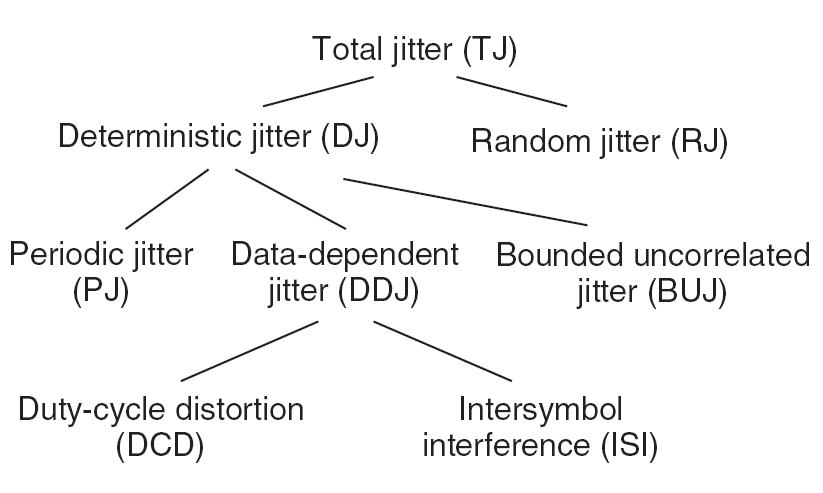 Total jitter (TJ)
Deterministic jitter (DJ)
Random jitter (RJ)
Periodic jitter
(PJ)
Data-dependent
jitter (DDJ)
Bounded uncorrelated
jitter (BUJ)
Duty-cycle distortion
(DCD)
Intersymbol
interference (ISI)